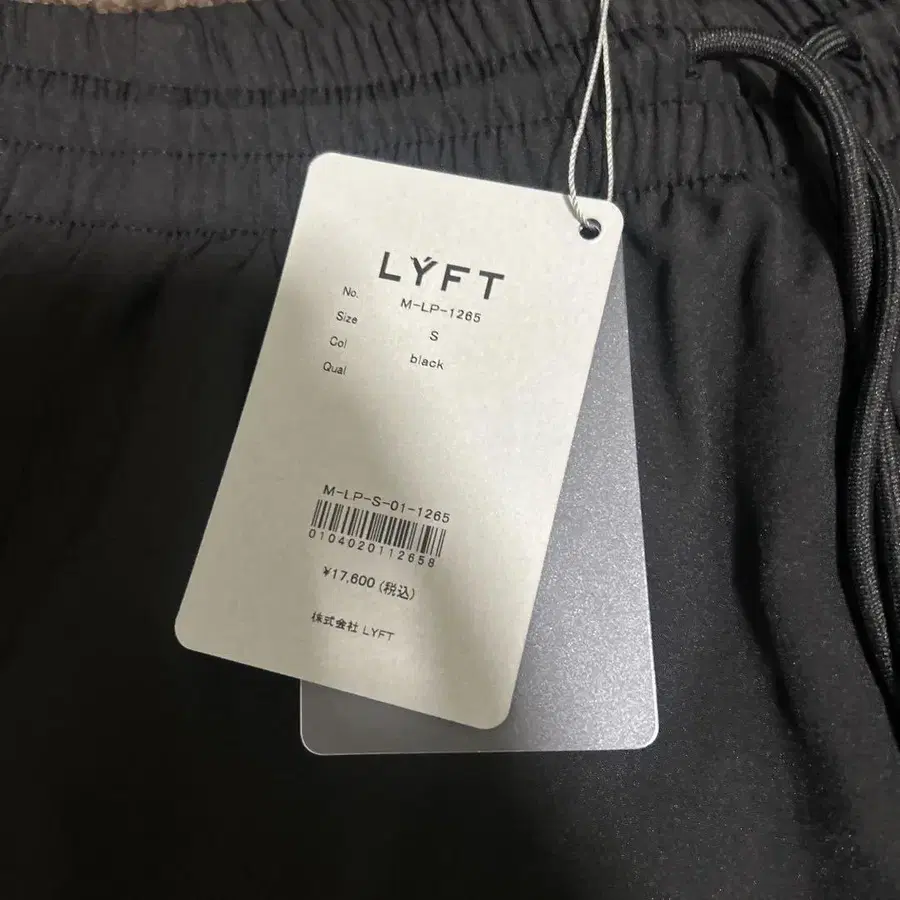 LÝFT
No. M-LP-1265
Size S
Col black
Qual
M-LP-S-01-1265
0104020112658
¥17,600 (税込)
株式会社 LYFT